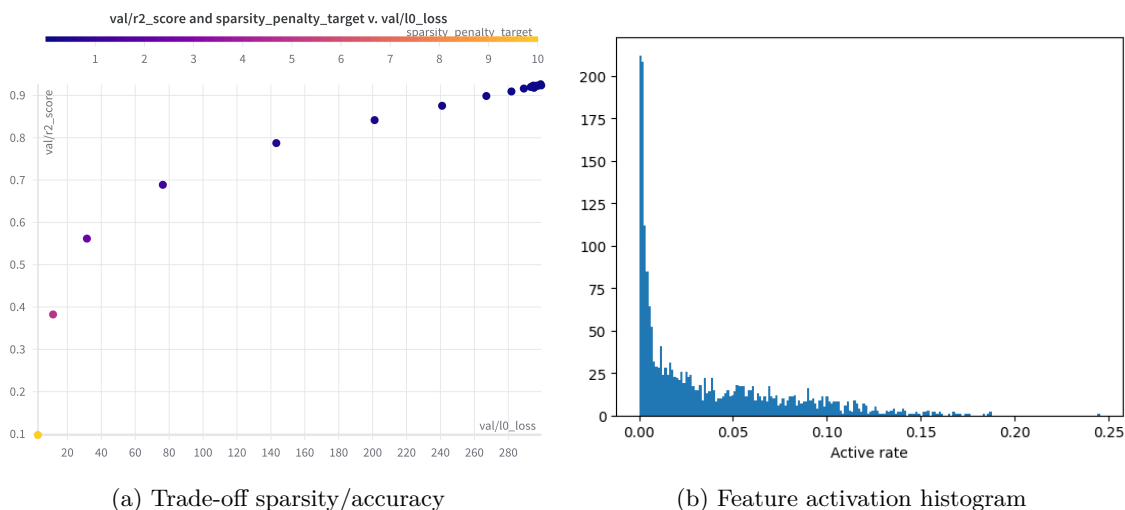 val/r2_score and sparsity_penalty_target v. val/l0_loss
sparsity_penalty_target
1 2 3 4 5 6 7 8 9 10
val/r2_score
0.9
0.8
0.7
0.6
0.5
0.4
0.3
0.2
0.1
val/l0_loss
20 40 60 80 100 120 140 160 180 200 220 240 260 280
(a) Trade-off sparsity/accuracy
200
175
150
125
100
75
50
25
0
0.00 0.05 0.10 0.15 0.20 0.25
Active rate
(b) Feature activation histogram